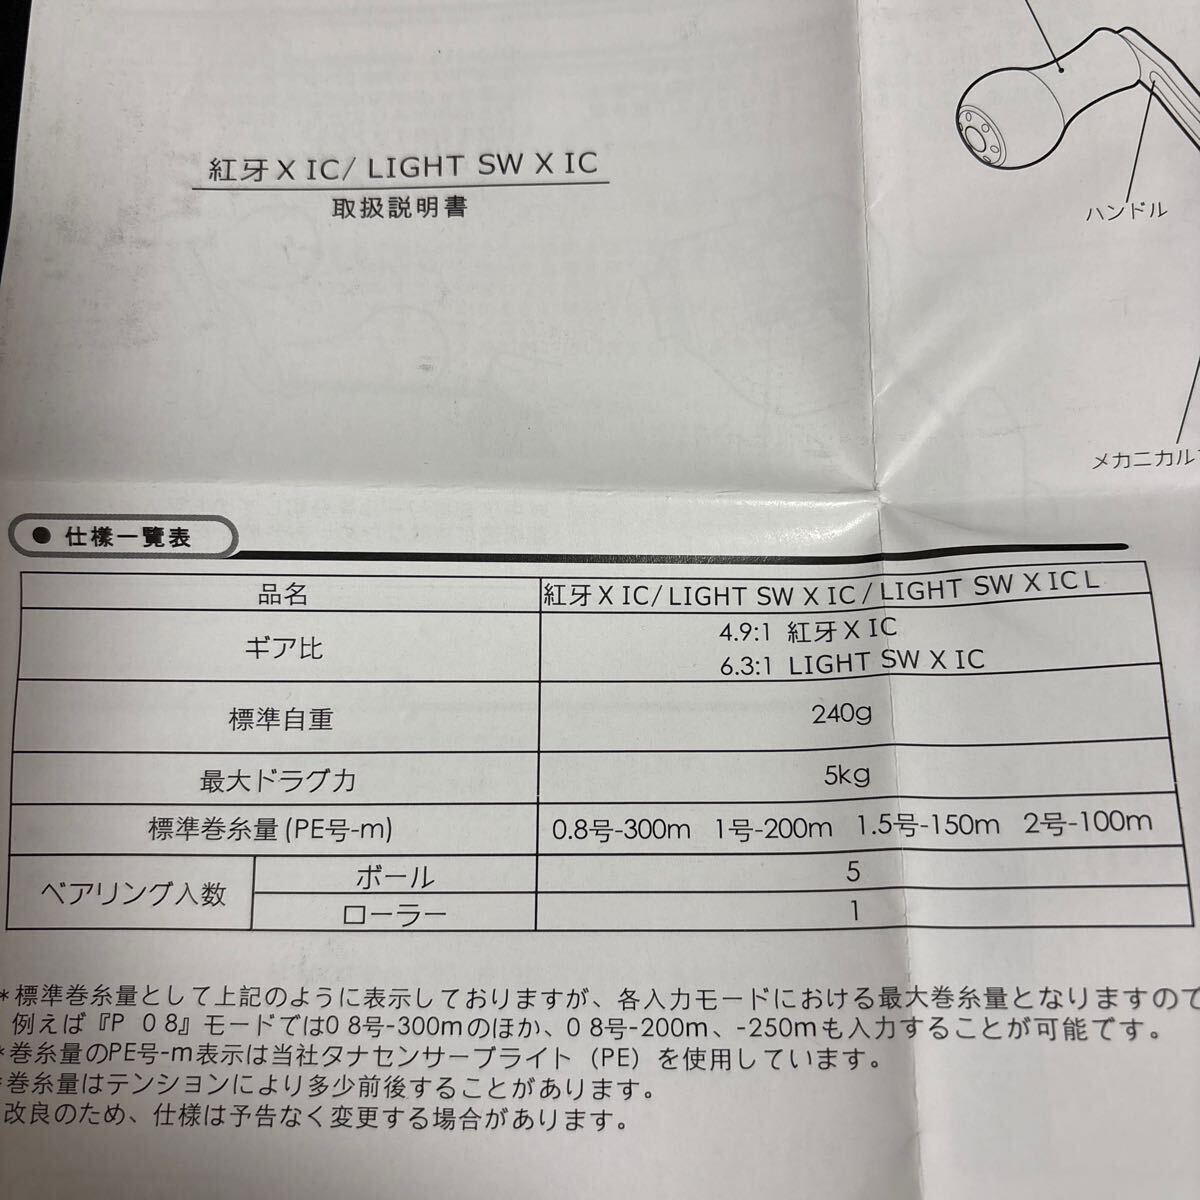 紅牙 X IC/ LIGHT SW X IC
取扱説明書
ハンドル
メカニカル
● 仕様一覧表
品名 紅牙 X IC/ LIGHT SW X IC / LIGHT SW X IC L
ギア比 4.9:1 紅牙 X IC
6.3:1 LIGHT SW X IC
標準自重 240g
最大ドラグ力 5kg
標準巻糸量 (PE号-m) 0.8号-300m 1号-200m 1.5号-150m 2号-100m
ベアリング入数 ボール 5
ローラー 1
*標準巻糸量として上記のように表示しておりますが、各入力モードにおける最大巻糸量となりますので
例えば『P 0 8』モードでは0 8号-300mのほか、0 8号-200m、-250mも入力することが可能です。
*巻糸量のPE号-m表示は当社タナセンサーブライト（PE）を使用しています。
*巻糸量はテンションにより多少前後することがあります。
改良のため、仕様は予告なく変更する場合があります。